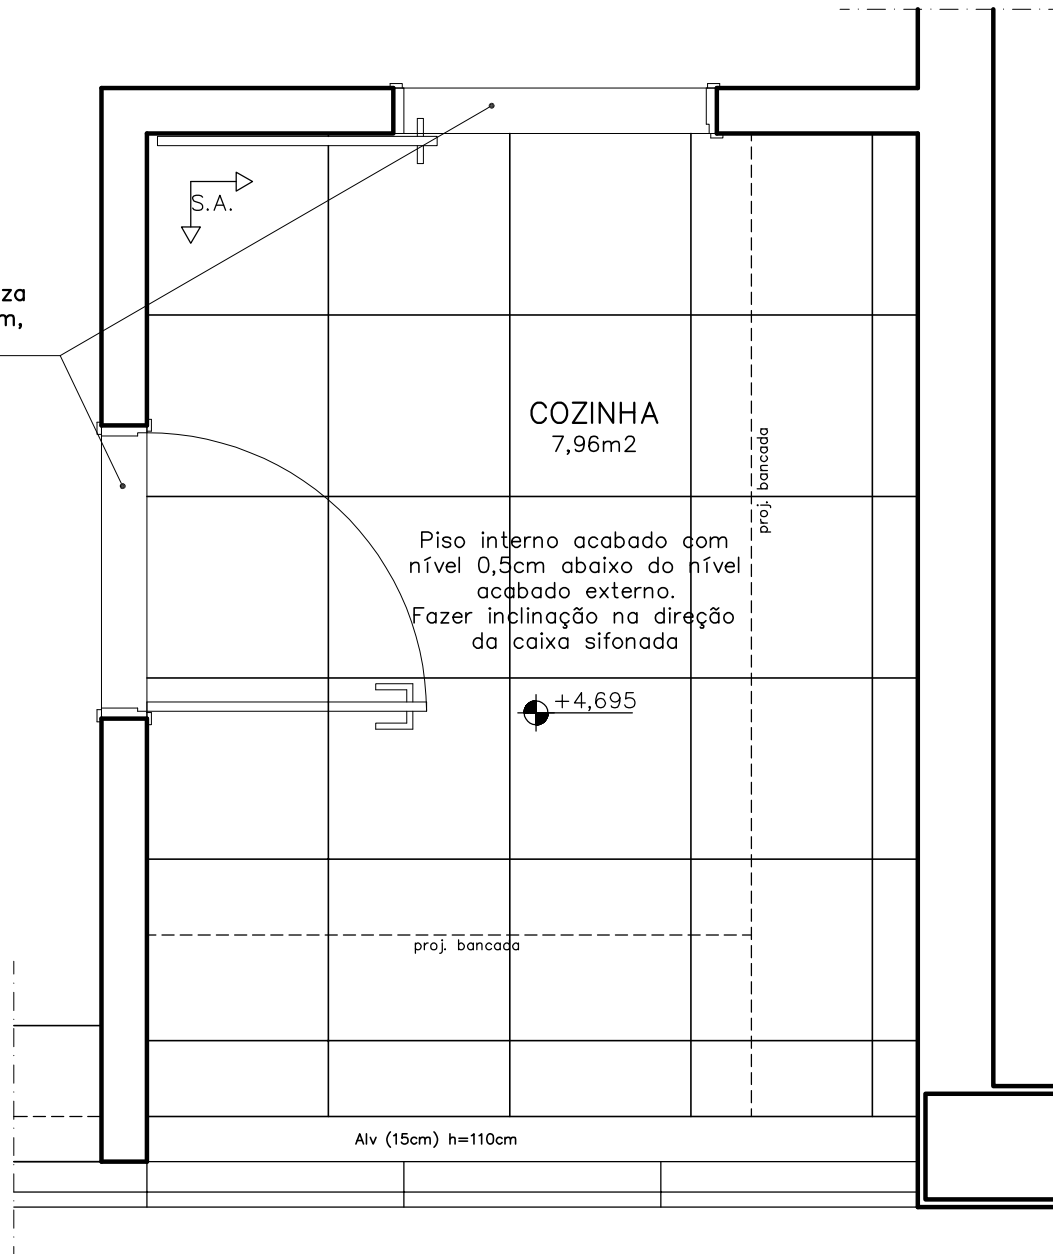 S.A.
za
m,
COZINHA
7,96m2
proj. bancada
Piso interno acabado com
nível 0,5cm abaixo do nível
acabado externo.
Fazer inclinação na direção
da caixa sifonada
+4,695
proj. bancada
Alv (15cm) h=110cm